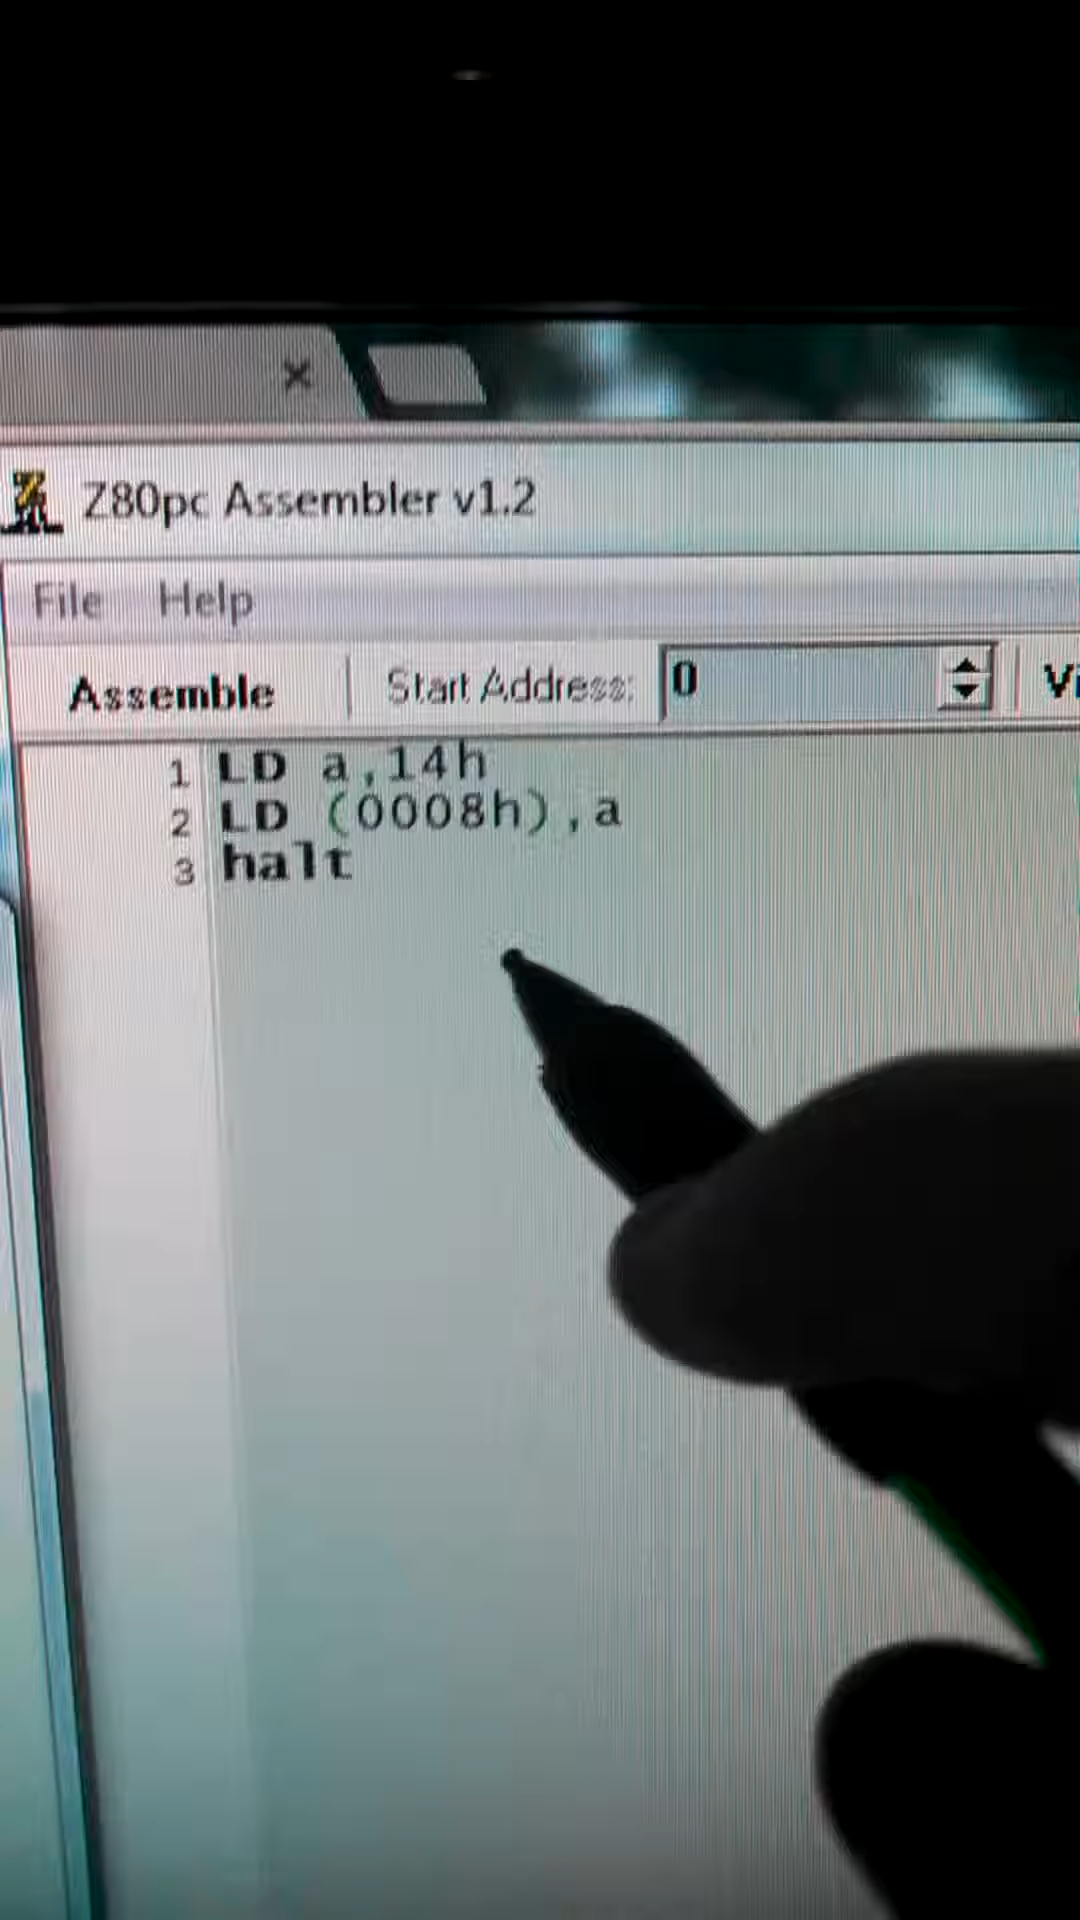 Z80pc Assembler v1.2
File Help
Assemble Start Address: 0
1 LD a,14h
2 LD (0008h),a
3 halt